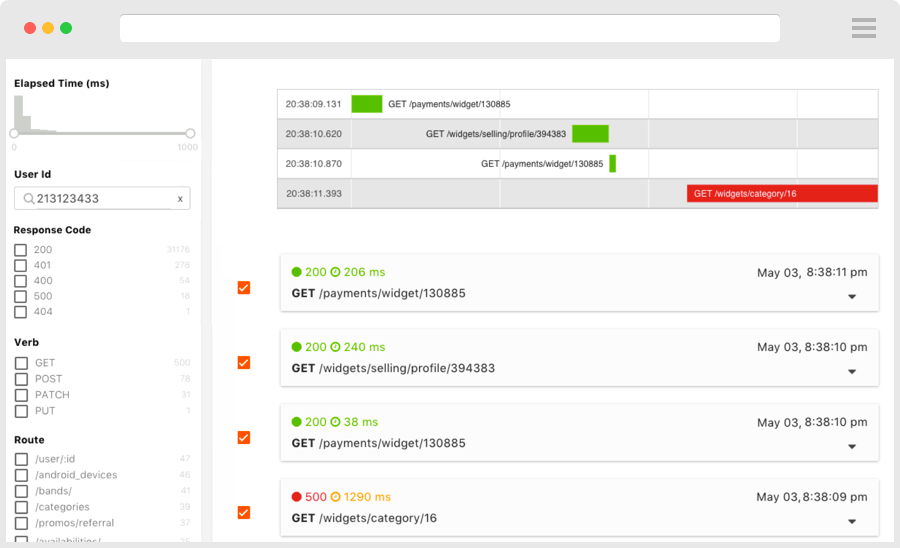 Elapsed Time (ms)
0 1000
User Id
213123433 x
Response Code
200 31176
401 278
400 54
500 18
404 1
Verb
GET 500
POST 78
PATCH 31
PUT 1
Route
/user/:id 47
/android_devices 46
/bands/ 41
/categories 39
/promos/referral 37
/availabilities/
20:38:09.131 GET /payments/widget/130885
20:38:10.620 GET /widgets/selling/profile/394383
20:38:10.870 GET /payments/widget/130885
20:38:11.393 GET /widgets/category/16
200 206 ms May 03, 8:38:11 pm
GET /payments/widget/130885
200 240 ms May 03, 8:38:10 pm
GET /widgets/selling/profile/394383
200 38 ms May 03, 8:38:10 pm
GET /payments/widget/130885
500 1290 ms May 03, 8:38:09 pm
GET /widgets/category/16